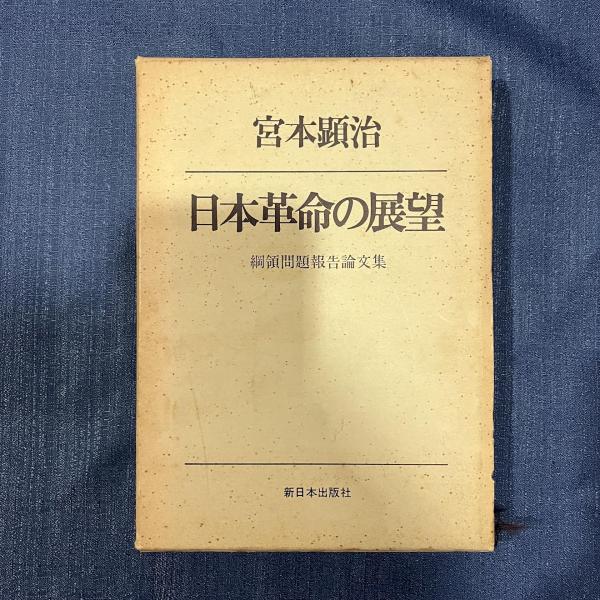 宮本顕治
日本革命の展望
綱領問題報告論文集
新日本出版社